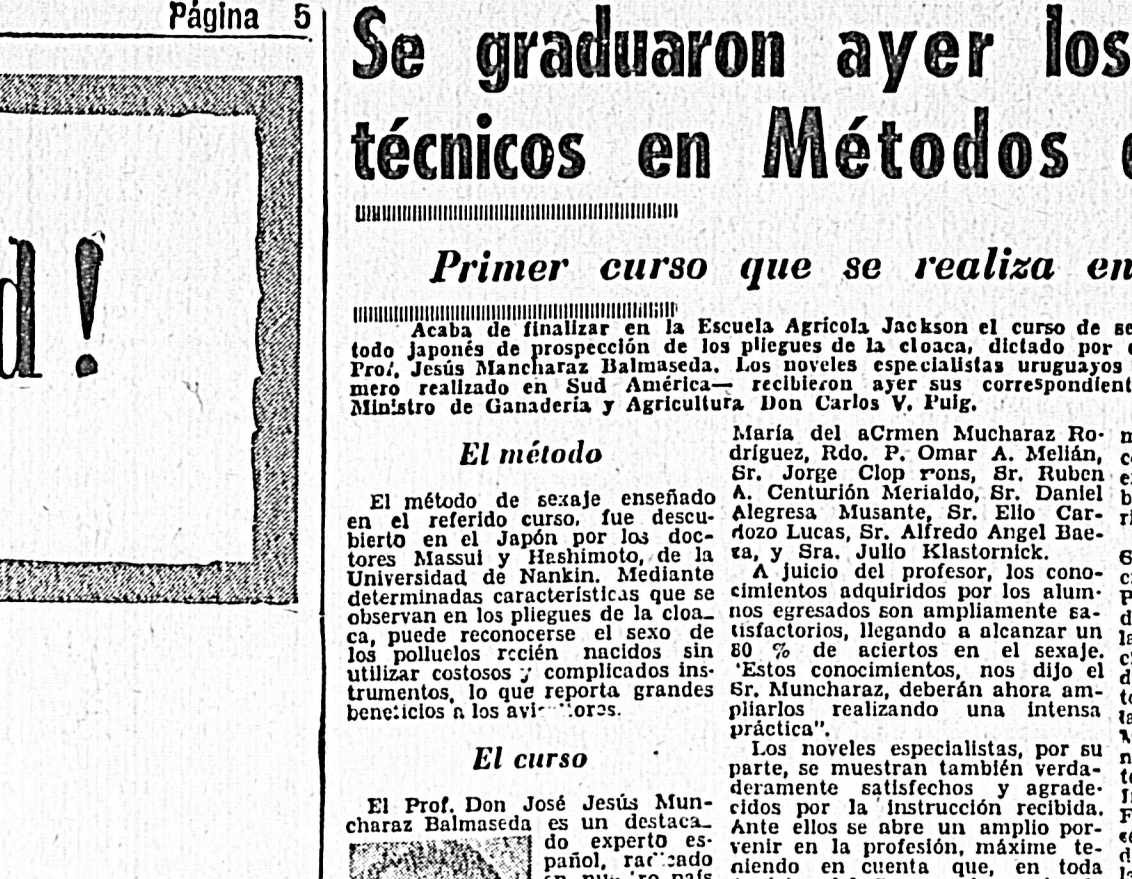 Página 5
d!
Se graduaron ayer los
técnicos en Métodos
Primer curso que se realiza en
Acaba de finalizar en la Escuela Agrícola Jackson el curso de se
todo japonés de prospección de los pliegues de la cloaca, dictado por
Prof. Jesús Mancharaz Balmaseda. Los noveles especialistas uruguayos
mero realizado en Sud América— recibieron ayer sus correspondient
Ministro de Ganadería y Agricultura Don Carlos V. Puig.
El método
El método de sexaje enseñado
en el referido curso, fue descu-
bierto en el Japón por los doc-
tores Massui y Hashimoto, de la
Universidad de Nankin. Mediante
determinadas características que se
observan en los pliegues de la cloa-
ca, puede reconocerse el sexo de
los polluelos recién nacidos sin
utilizar costosos y complicados ins-
trumentos, lo que reporta grandes
beneficios a los
El curso
El Prof. Don José Jesús Mun-
charaz Balmaseda es un destaca-
do experto es-
pañol,
María del aCrmen Mucharaz Ro-
dríguez, Rdo. P. Omar A. Melián,
Sr. Jorge Clop Sr. Ruben
A. Centurión Merialdo, Sr. Daniel
Alegresa Musante, Sr. Elio Car-
dozo Lucas, Sr. Alfredo Angel Bae-
za, y Sra. Julio Klastornick.
A juicio del profesor, los cono-
cimientos adquiridos por los alum-
nos egresados son ampliamente sa-
tisfactorios, llegando a alcanzar un
80 % de aciertos en el sexaje.
"Estos conocimientos, nos dijo el
Sr. Muncharaz, deberán ahora am-
pliarlos realizando una intensa
práctica".
Los noveles especialistas, por su
parte, se muestran también verda-
deramente satisfechos y agrade-
cidos por la instrucción recibida.
Ante ellos se abre un amplio por-
venir en la profesión, máxime te-
niendo en cuenta que, en toda